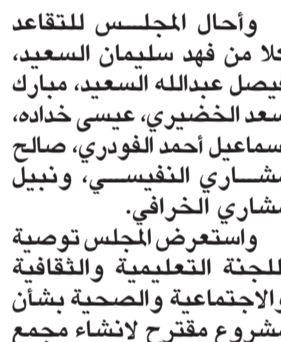 وأحال المجلس للتقاعد
كلا من فهد سليمان السعيد،
فيصل عبدالله السعيد، مبارك
سعد الخضيري، عيسى خداده،
اسماعيل أحمد الفودري، صالح
مشاري النفيسي، ونبيل
مشاري الخرافي.
واستعرض المجلس توصية
اللجنة التعليمية والثقافية
والاجتماعية والصحية بشأن
مشروع مقترح لانشاء مجمع